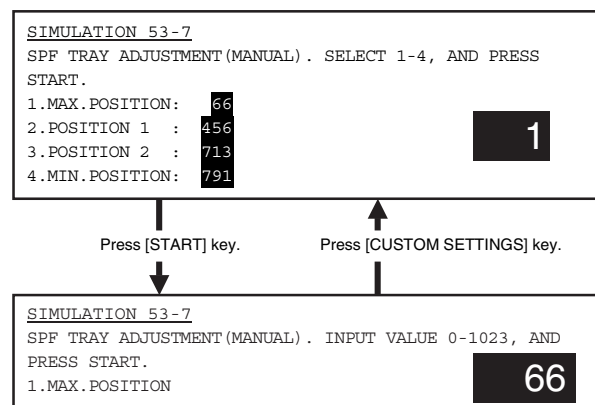 SIMULATION 53-7
SPF TRAY ADJUSTMENT(MANUAL). SELECT 1-4, AND PRESS
START.
1.MAX.POSITION: 66
2.POSITION 1 : 456
3.POSITION 2 : 713
4.MIN.POSITION: 791
1
Press [START] key.
Press [CUSTOM SETTINGS] key.
SIMULATION 53-7
SPF TRAY ADJUSTMENT(MANUAL). INPUT VALUE 0-1023, AND
PRESS START.
1.MAX.POSITION
66